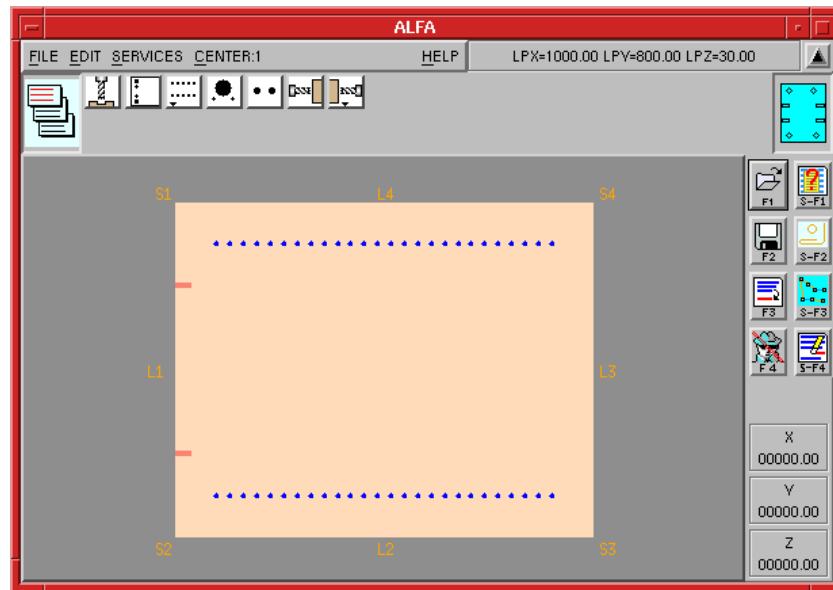 ALFA
FILE EDIT SERVICES CENTER:1 HELP LPX=1000.00 LPY=800.00 LPZ=30.00
S1 L4 S4
F1 S-F1
F2 S-F2
F3 S-F3
L1 L3
F4 S-F4
X
00000.00
Y
00000.00
S2 L2 S3
Z
00000.00